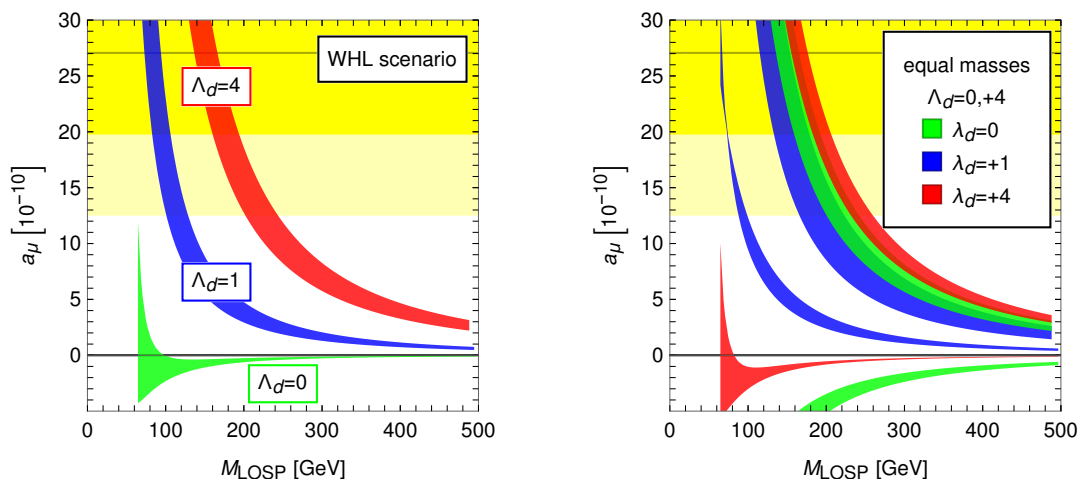 30
25
20
15
10
5
0
aμ [10⁻¹⁰]
WHL scenario
Λd=4
Λd=1
Λd=0
0 100 200 300 400 500
MLOSP [GeV]
30
25
20
15
10
5
0
aμ [10⁻¹⁰]
equal masses
Λd=0,+4
λd=0
λd=+1
λd=+4
0 100 200 300 400 500
MLOSP [GeV]